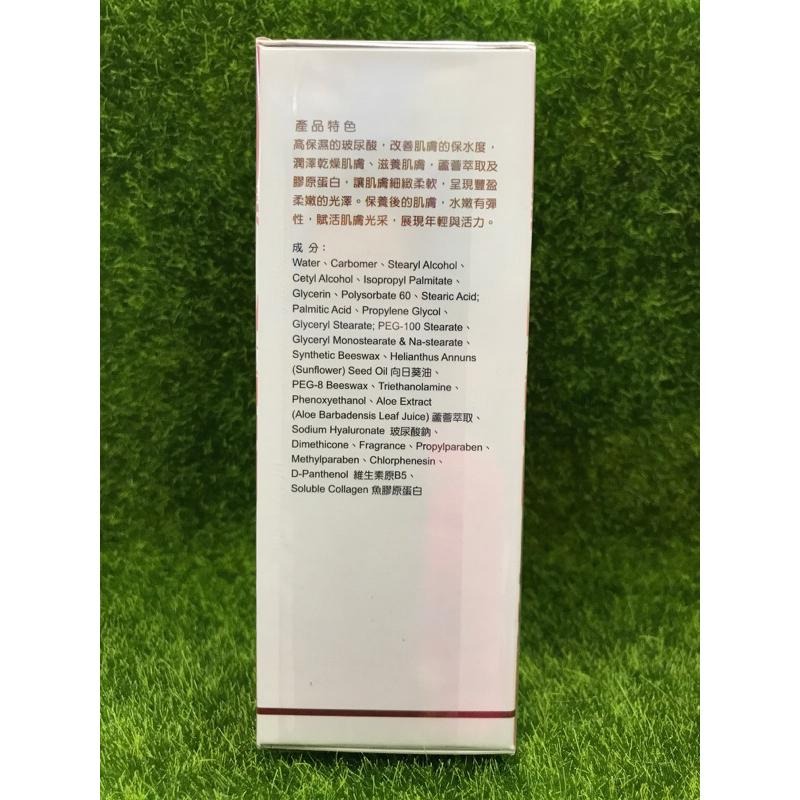 產品特色
高保濕的玻尿酸，改善肌膚的保水度，
潤澤乾燥肌膚、滋養肌膚，蘆薈萃取及
膠原蛋白，讓肌膚細緻柔軟，呈現豐盈
柔嫩的光澤。保養後的肌膚，水嫩有彈
性，賦活肌膚光采，展現年輕與活力。
成 分：
Water、Carbomer、Stearyl Alcohol、
Cetyl Alcohol、Isopropyl Palmitate、
Glycerin、Polysorbate 60、Stearic Acid;
Palmitic Acid、Propylene Glycol、
Glyceryl Stearate; PEG-100 Stearate、
Glyceryl Monostearate & Na-stearate、
Synthetic Beeswax、Helianthus Annuns
(Sunflower) Seed Oil 向日葵油、
PEG-8 Beeswax、Triethanolamine、
Phenoxyethanol、Aloe Extract
(Aloe Barbadensis Leaf Juice) 蘆薈萃取、
Sodium Hyaluronate 玻尿酸鈉、
Dimethicone、Fragrance、Propylparaben、
Methylparaben、Chlorphenesin、
D-Panthenol 維生素原B5、
Soluble Collagen 魚膠原蛋白